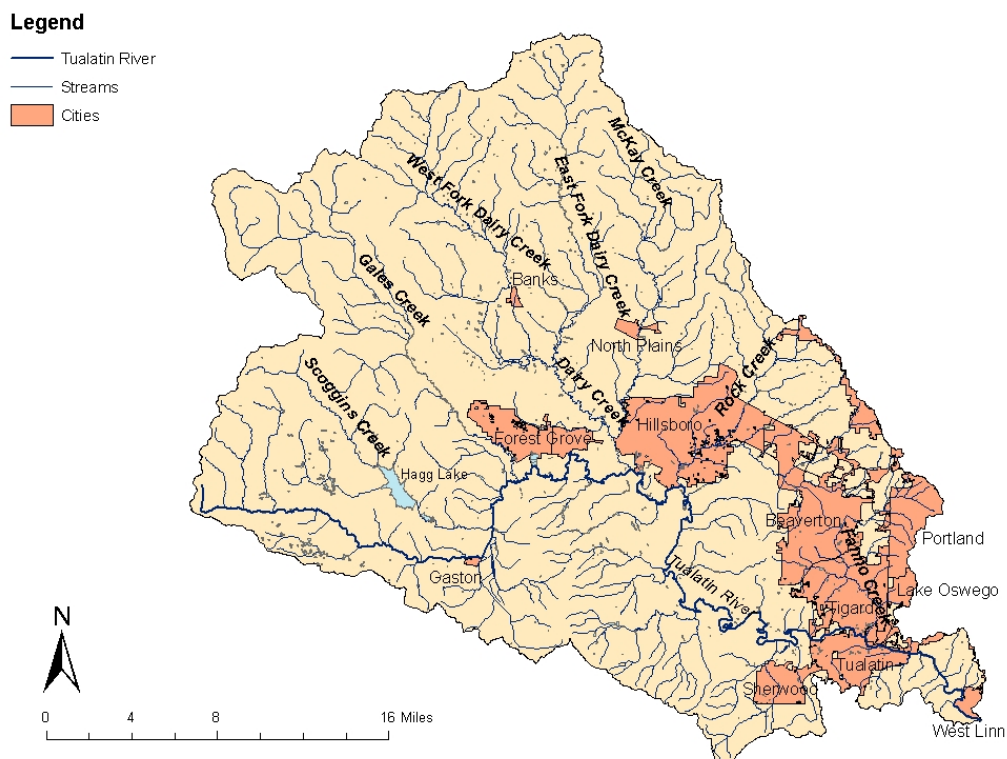 Legend
Tualatin River
Streams
Cities
McKay Creek
West Fork Dairy Creek
East Fork Dairy Creek
Gales Creek
Banks
North Plains
Rock Creek
Scoggins Creek
Dairy Creek
Hillsboro
Forest Grove
Hagg Lake
Beaverton
Portland
Fanno Creek
Gaston
Tualatin River
Lake Oswego
Tigard
N
Tualatin
Sherwood
West Linn
0 4 8 16 Miles